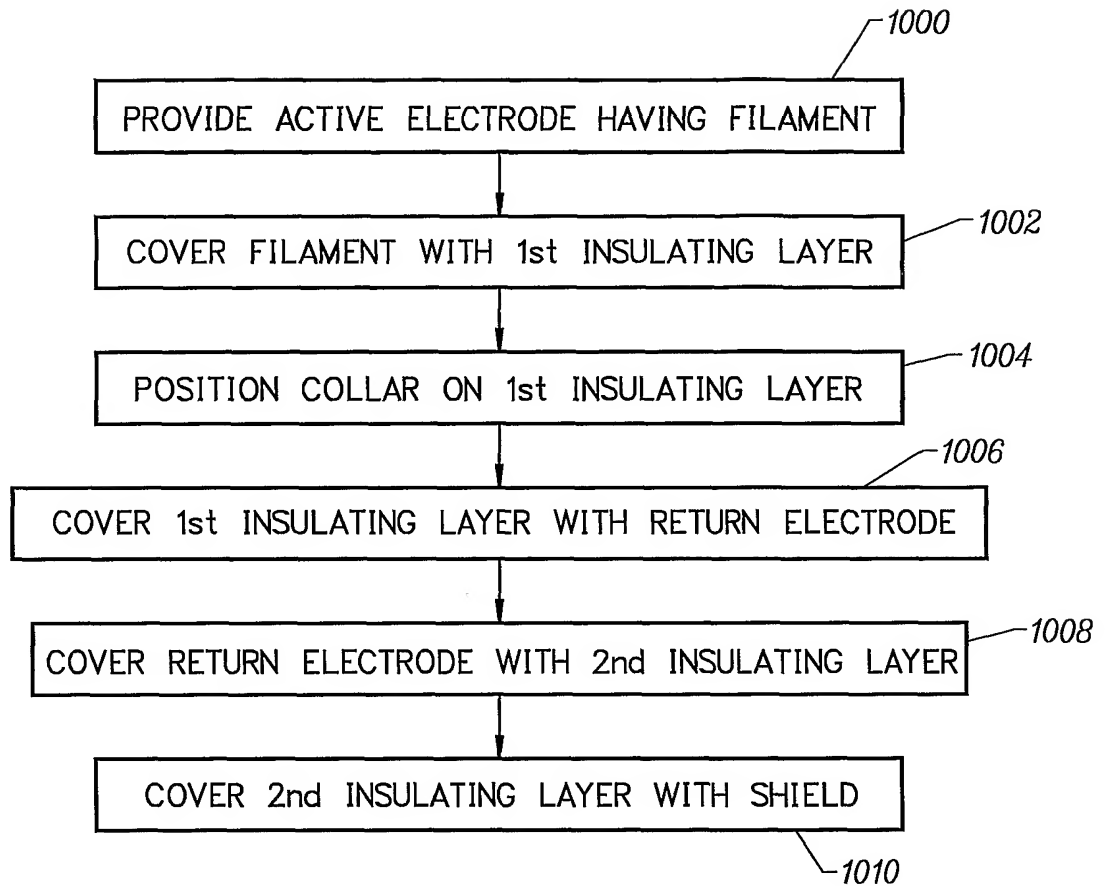 1000
PROVIDE ACTIVE ELECTRODE HAVING FILAMENT
1002
COVER FILAMENT WITH 1st INSULATING LAYER
1004
POSITION COLLAR ON 1st INSULATING LAYER
1006
COVER 1st INSULATING LAYER WITH RETURN ELECTRODE
1008
COVER RETURN ELECTRODE WITH 2nd INSULATING LAYER
COVER 2nd INSULATING LAYER WITH SHIELD
1010